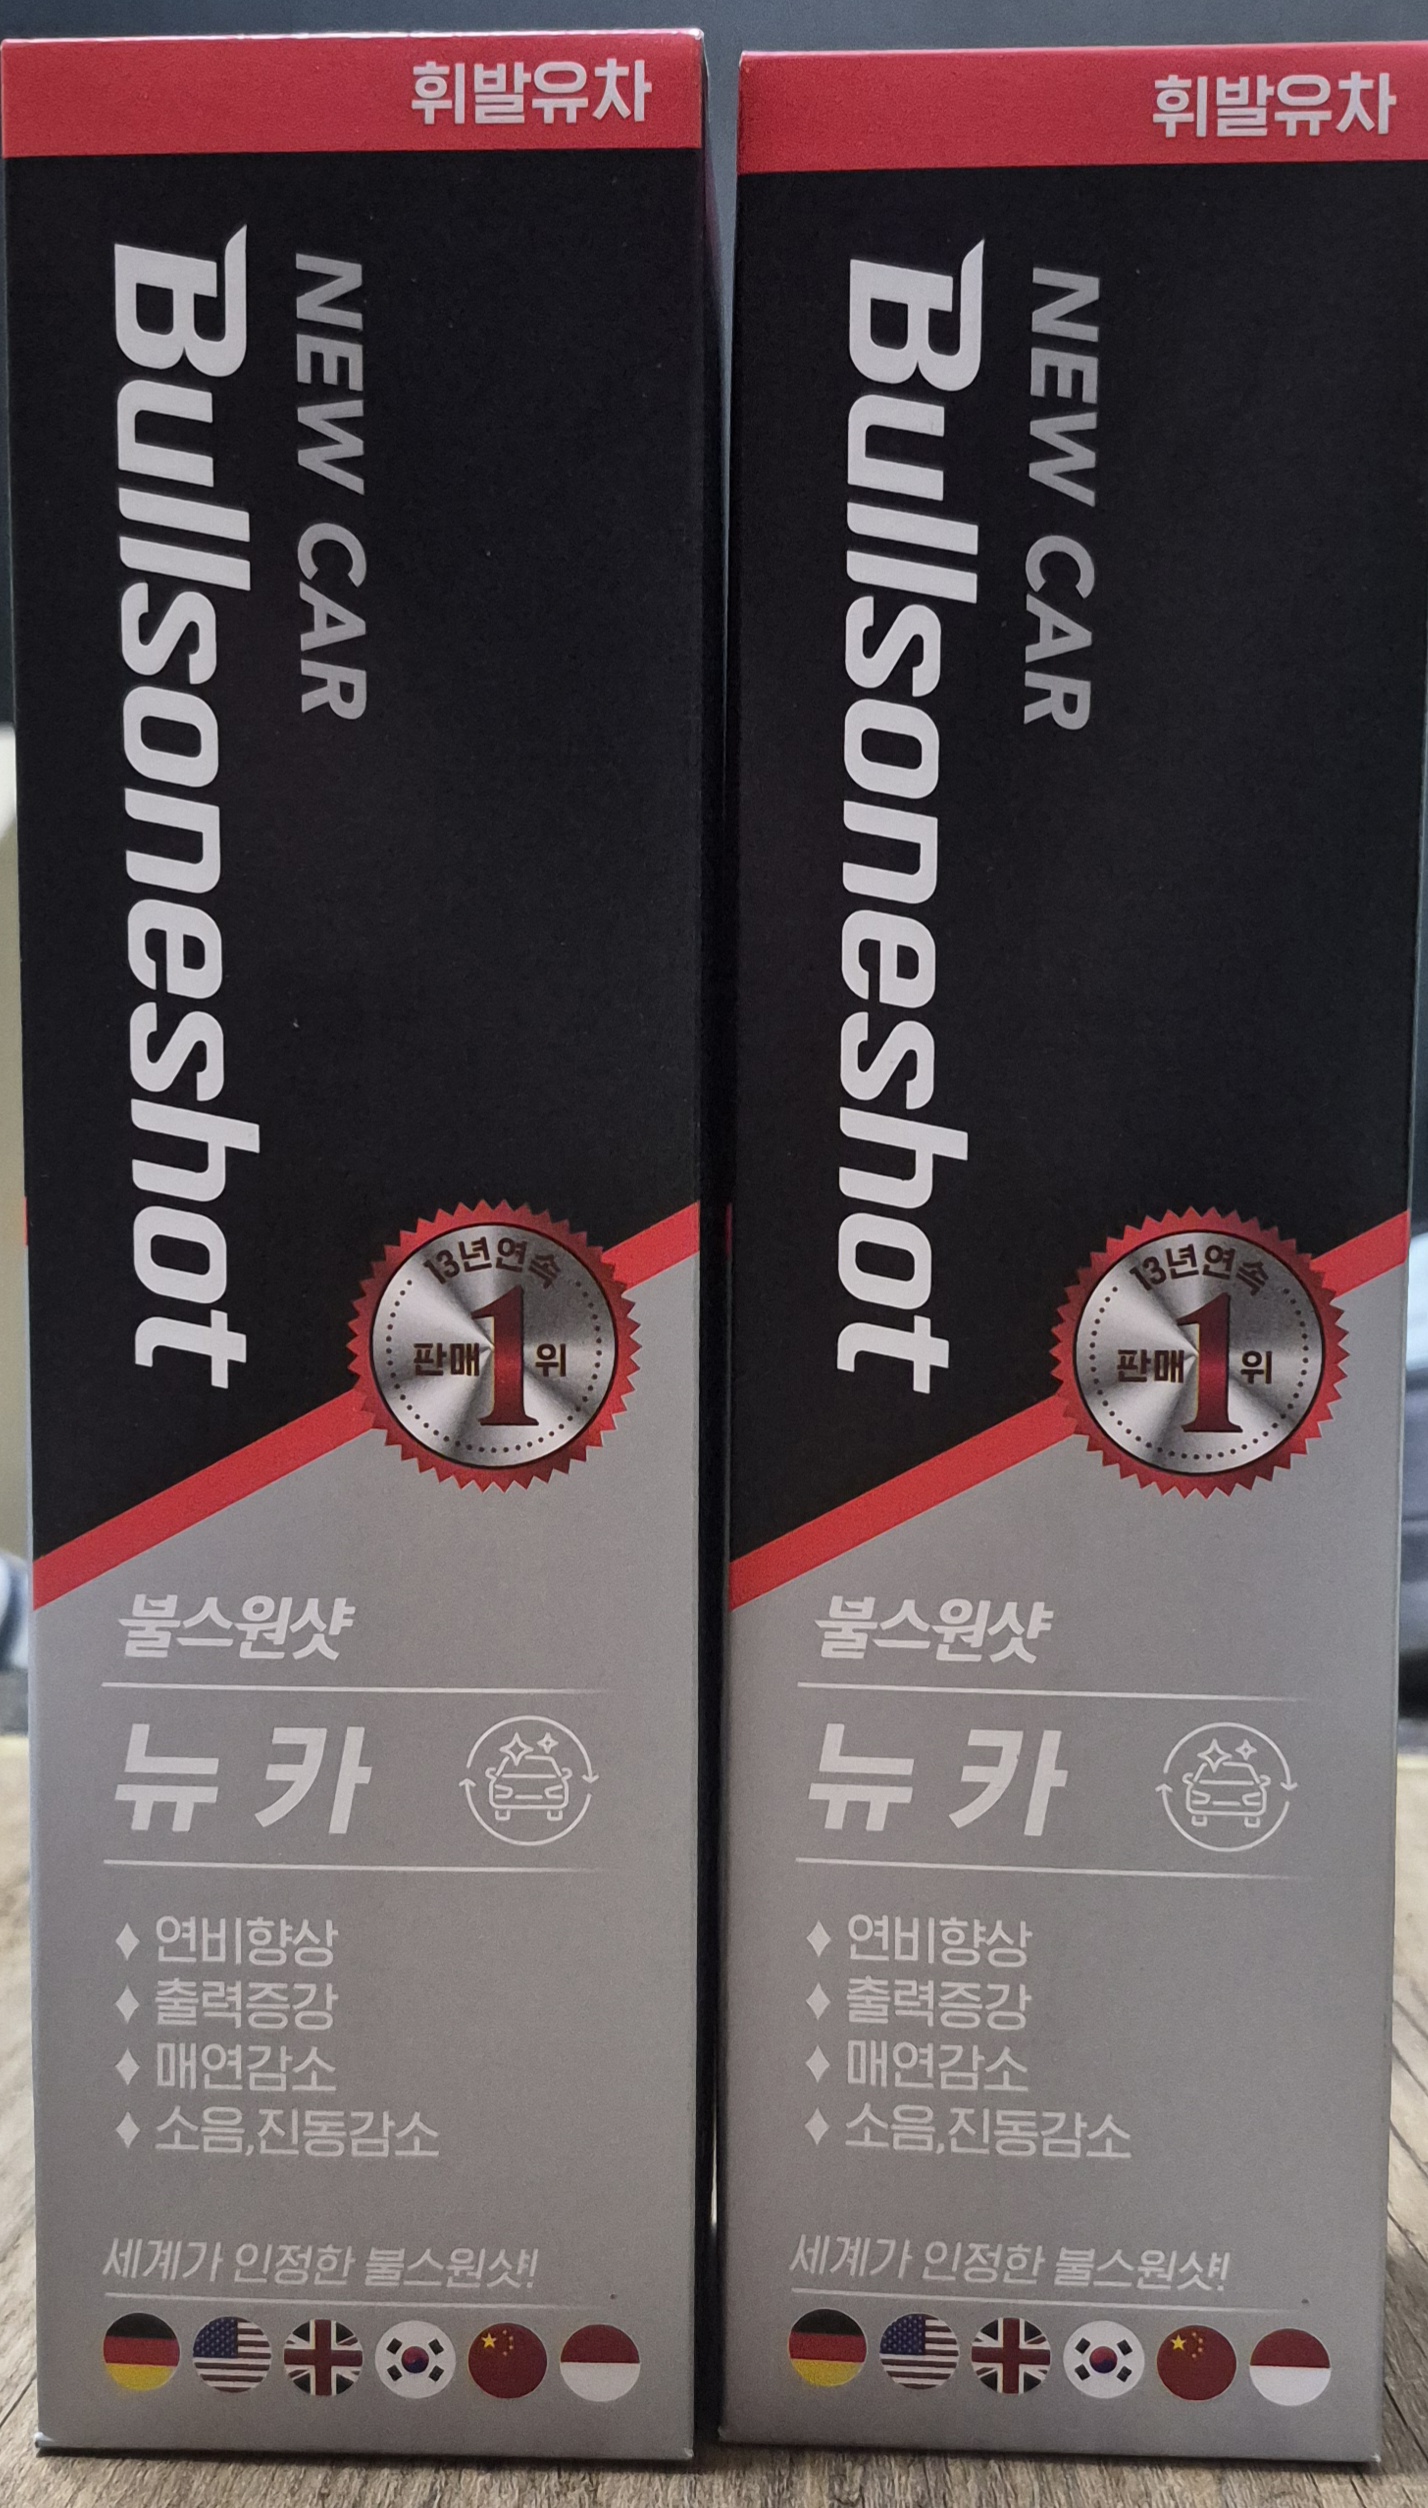 휘발유차
Bullsoneshot
NEW CAR
13년연속
판매 1 위
불스원샷
뉴 카
연비향상
출력증강
매연감소
소음,진동감소
세계가 인정한 불스원샷!
휘발유차
Bullsoneshot
NEW CAR
13년연속
판매 1 위
불스원샷
뉴 카
연비향상
출력증강
매연감소
소음,진동감소
세계가 인정한 불스원샷!